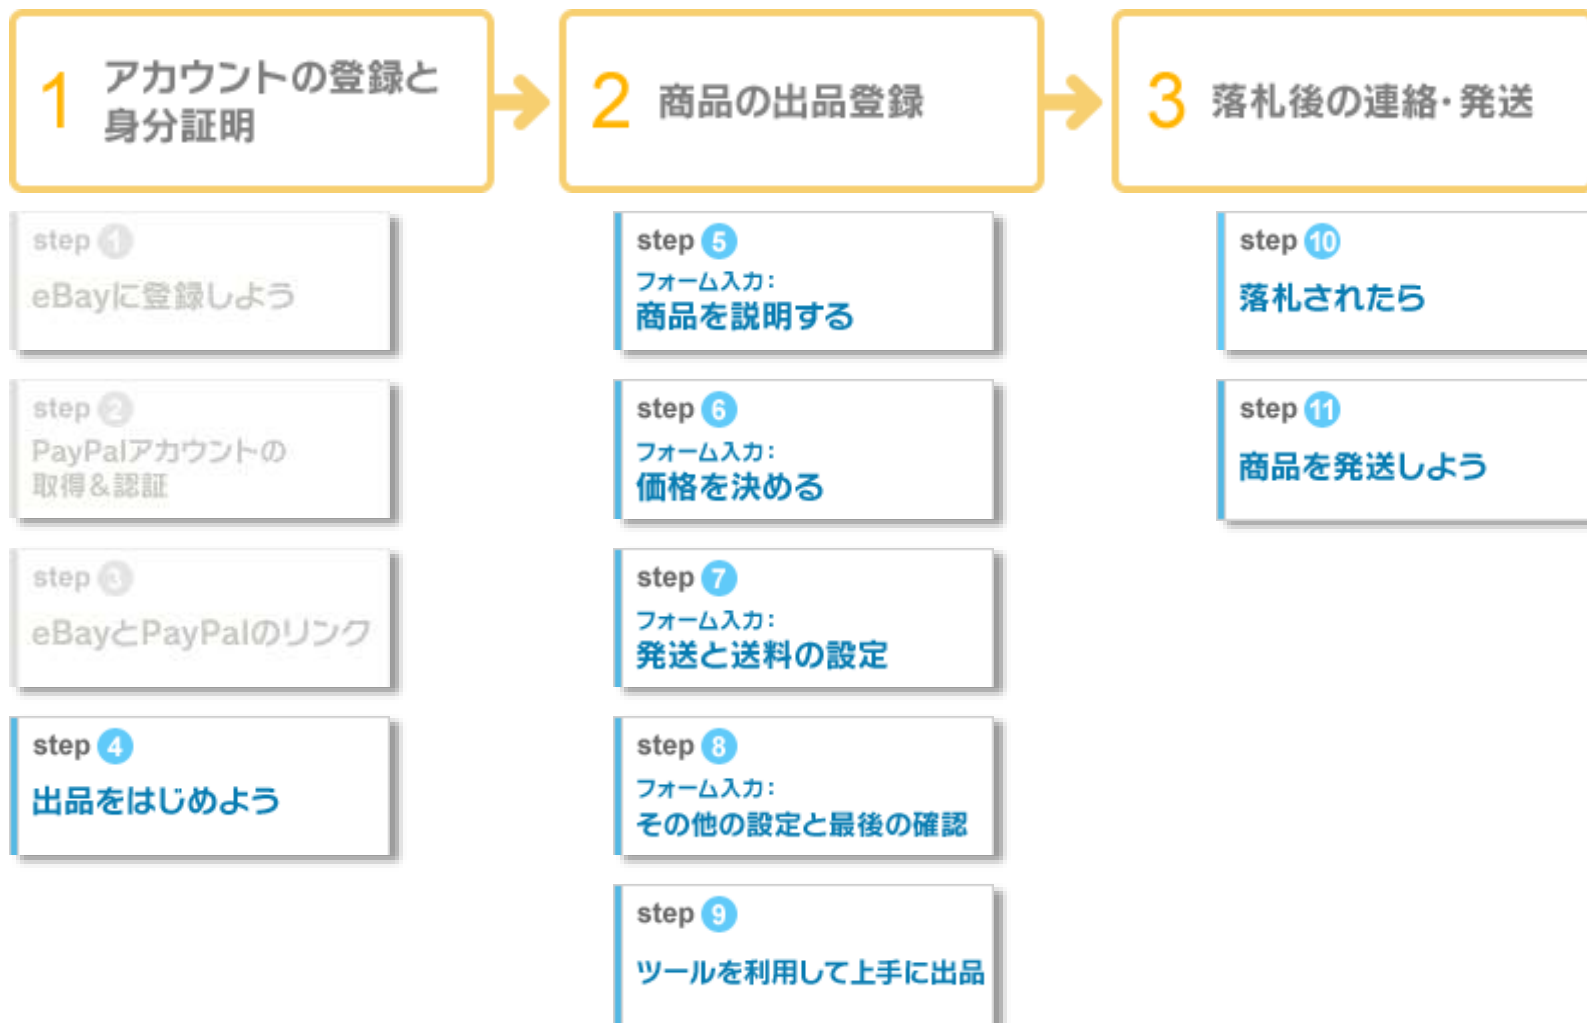 1 アカウントの登録と
身分証明
2 商品の出品登録
3 落札後の連絡・発送
step 1
eBayに登録しよう
step 2
PayPalアカウントの
取得&認証
step 3
eBayとPayPalのリンク
step 4
出品をはじめよう
step 5
フォーム入力:
商品を説明する
step 6
フォーム入力:
価格を決める
step 7
フォーム入力:
発送と送料の設定
step 8
フォーム入力:
その他の設定と最後の確認
step 9
ツールを利用して上手に出品
step 10
落札されたら
step 11
商品を発送しよう